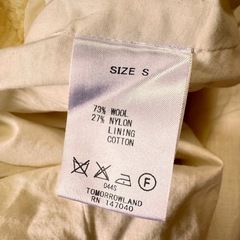 SIZE S
73% WOOL
27% NYLON
LINING
COTTON
F
044S
TOMORROWLAND
RN 147040